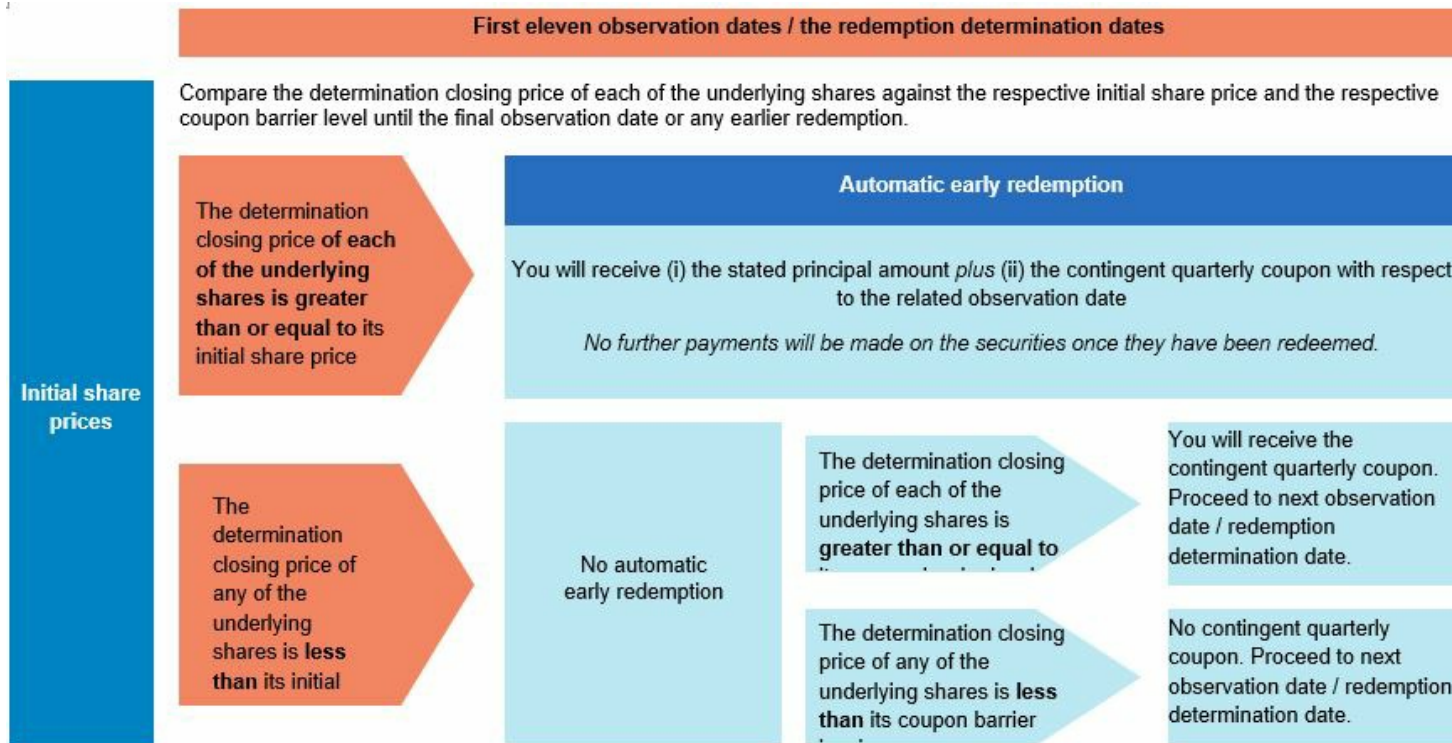 First eleven observation dates / the redemption determination dates
Compare the determination closing price of each of the underlying shares against the respective initial share price and the respective
coupon barrier level until the final observation date or any earlier redemption.
Initial share
prices
The determination
closing price of each
of the underlying
shares is greater
than or equal to its
initial share price
Automatic early redemption
You will receive (i) the stated principal amount plus (ii) the contingent quarterly coupon with respect
to the related observation date
No further payments will be made on the securities once they have been redeemed.
The
determination
closing price of
any of the
underlying
shares is less
than its initial
No automatic
early redemption
The determination closing
price of each of the
underlying shares is
greater than or equal to
You will receive the
contingent quarterly coupon.
Proceed to next observation
date / redemption
determination date.
The determination closing
price of any of the
underlying shares is less
than its coupon barrier
No contingent quarterly
coupon. Proceed to next
observation date / redemption
determination date.